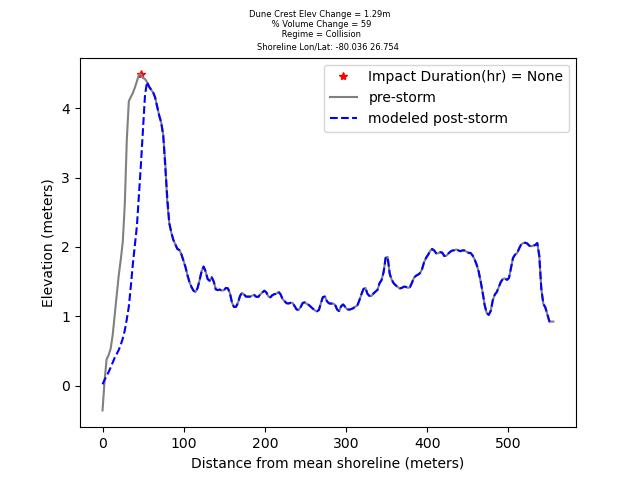 Dune Crest Elev Change = 1.29m
% Volume Change = 59
Regime = Collision
Shoreline Lon/Lat: -80.036 26.754
Impact Duration(hr) = None
pre-storm
modeled post-storm
4
3
2
1
0
Elevation (meters)
0 100 200 300 400 500
Distance from mean shoreline (meters)